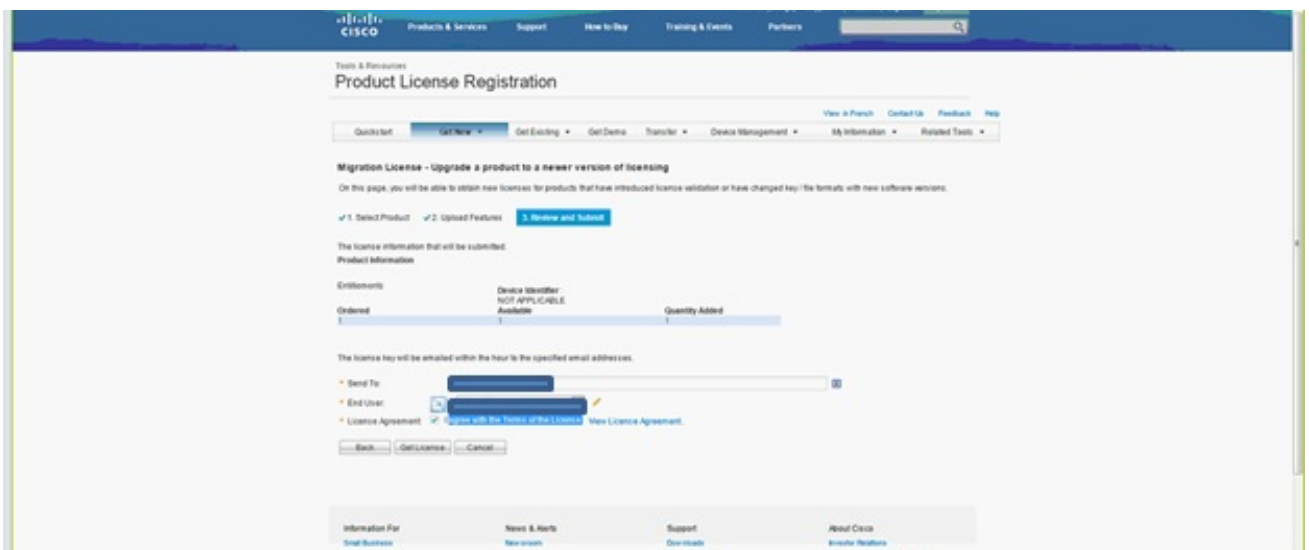 CISCO Products & Services Support How to Buy Training & Events Partners
Tools & Resources
Product License Registration
View in French Contact Us Feedback Help
Quickstart Get New Get Existing Get Demo Transfer Device Management My Information Related Tools
Migration License - Upgrade a product to a newer version of licensing
On this page, you will be able to obtain new licenses for products that have introduced license validation or have changed key / file formats with new software versions.
1. Select Product 2. Upload Features 3. Review and Submit
The license information that will be submitted.
Product Information
Entitlements Device Identifier
NOT APPLICABLE
Ordered Available Quantity Added
1 1 1
The license key will be emailed within the hour to the specified email addresses.
* Send To:
* End User:
* License Agreement: I agree with the Terms of the License View License Agreement.
Back Get License Cancel
Information For News & Alerts Support About Cisco
Small Business Newsroom Downloads Investor Relations